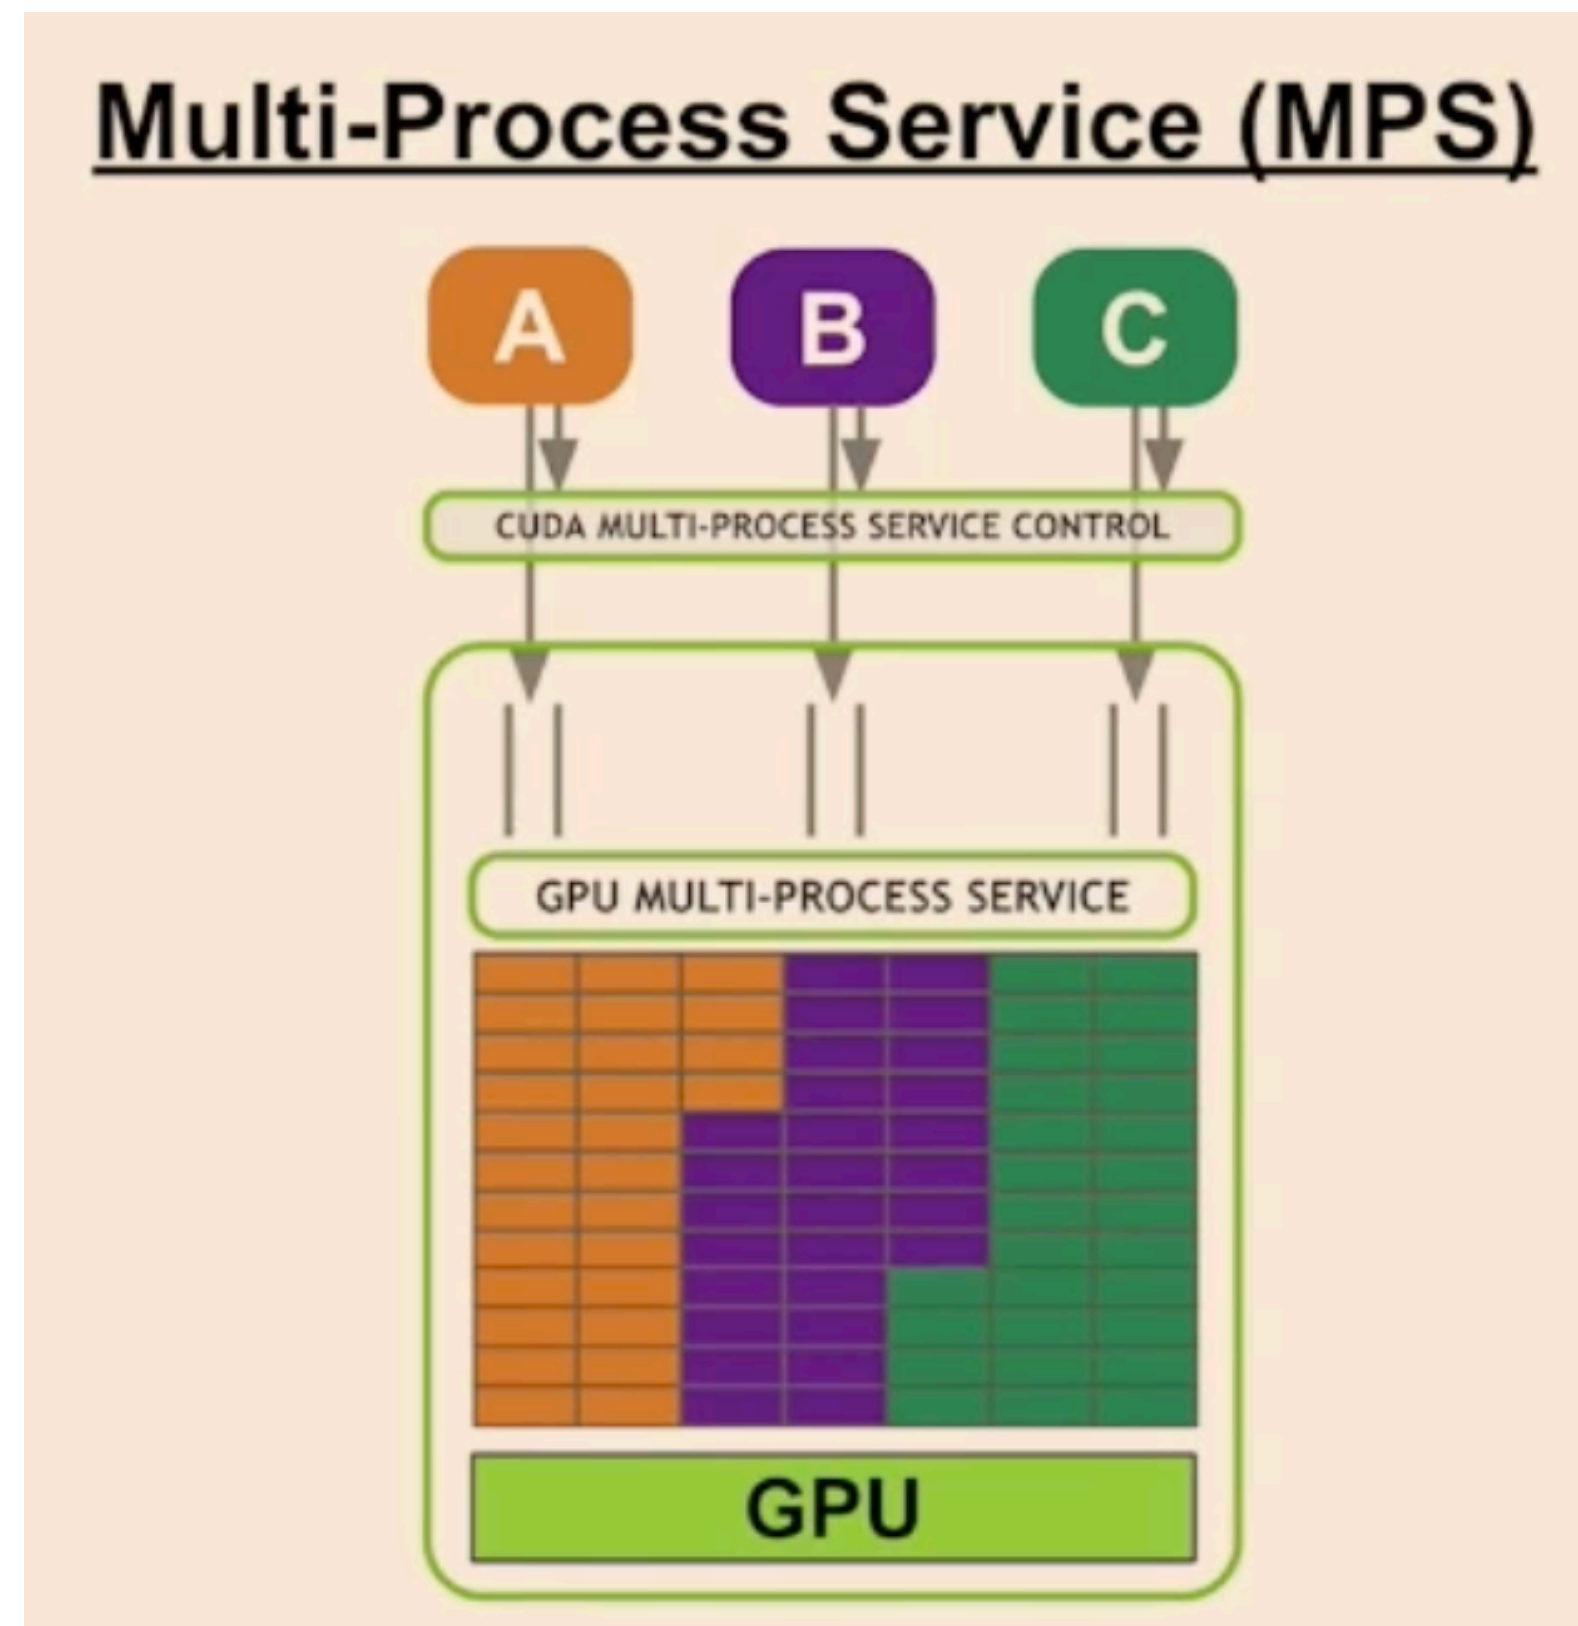 Multi-Process Service (MPS)
A B C
CUDA MULTI-PROCESS SERVICE CONTROL
GPU MULTI-PROCESS SERVICE
GPU